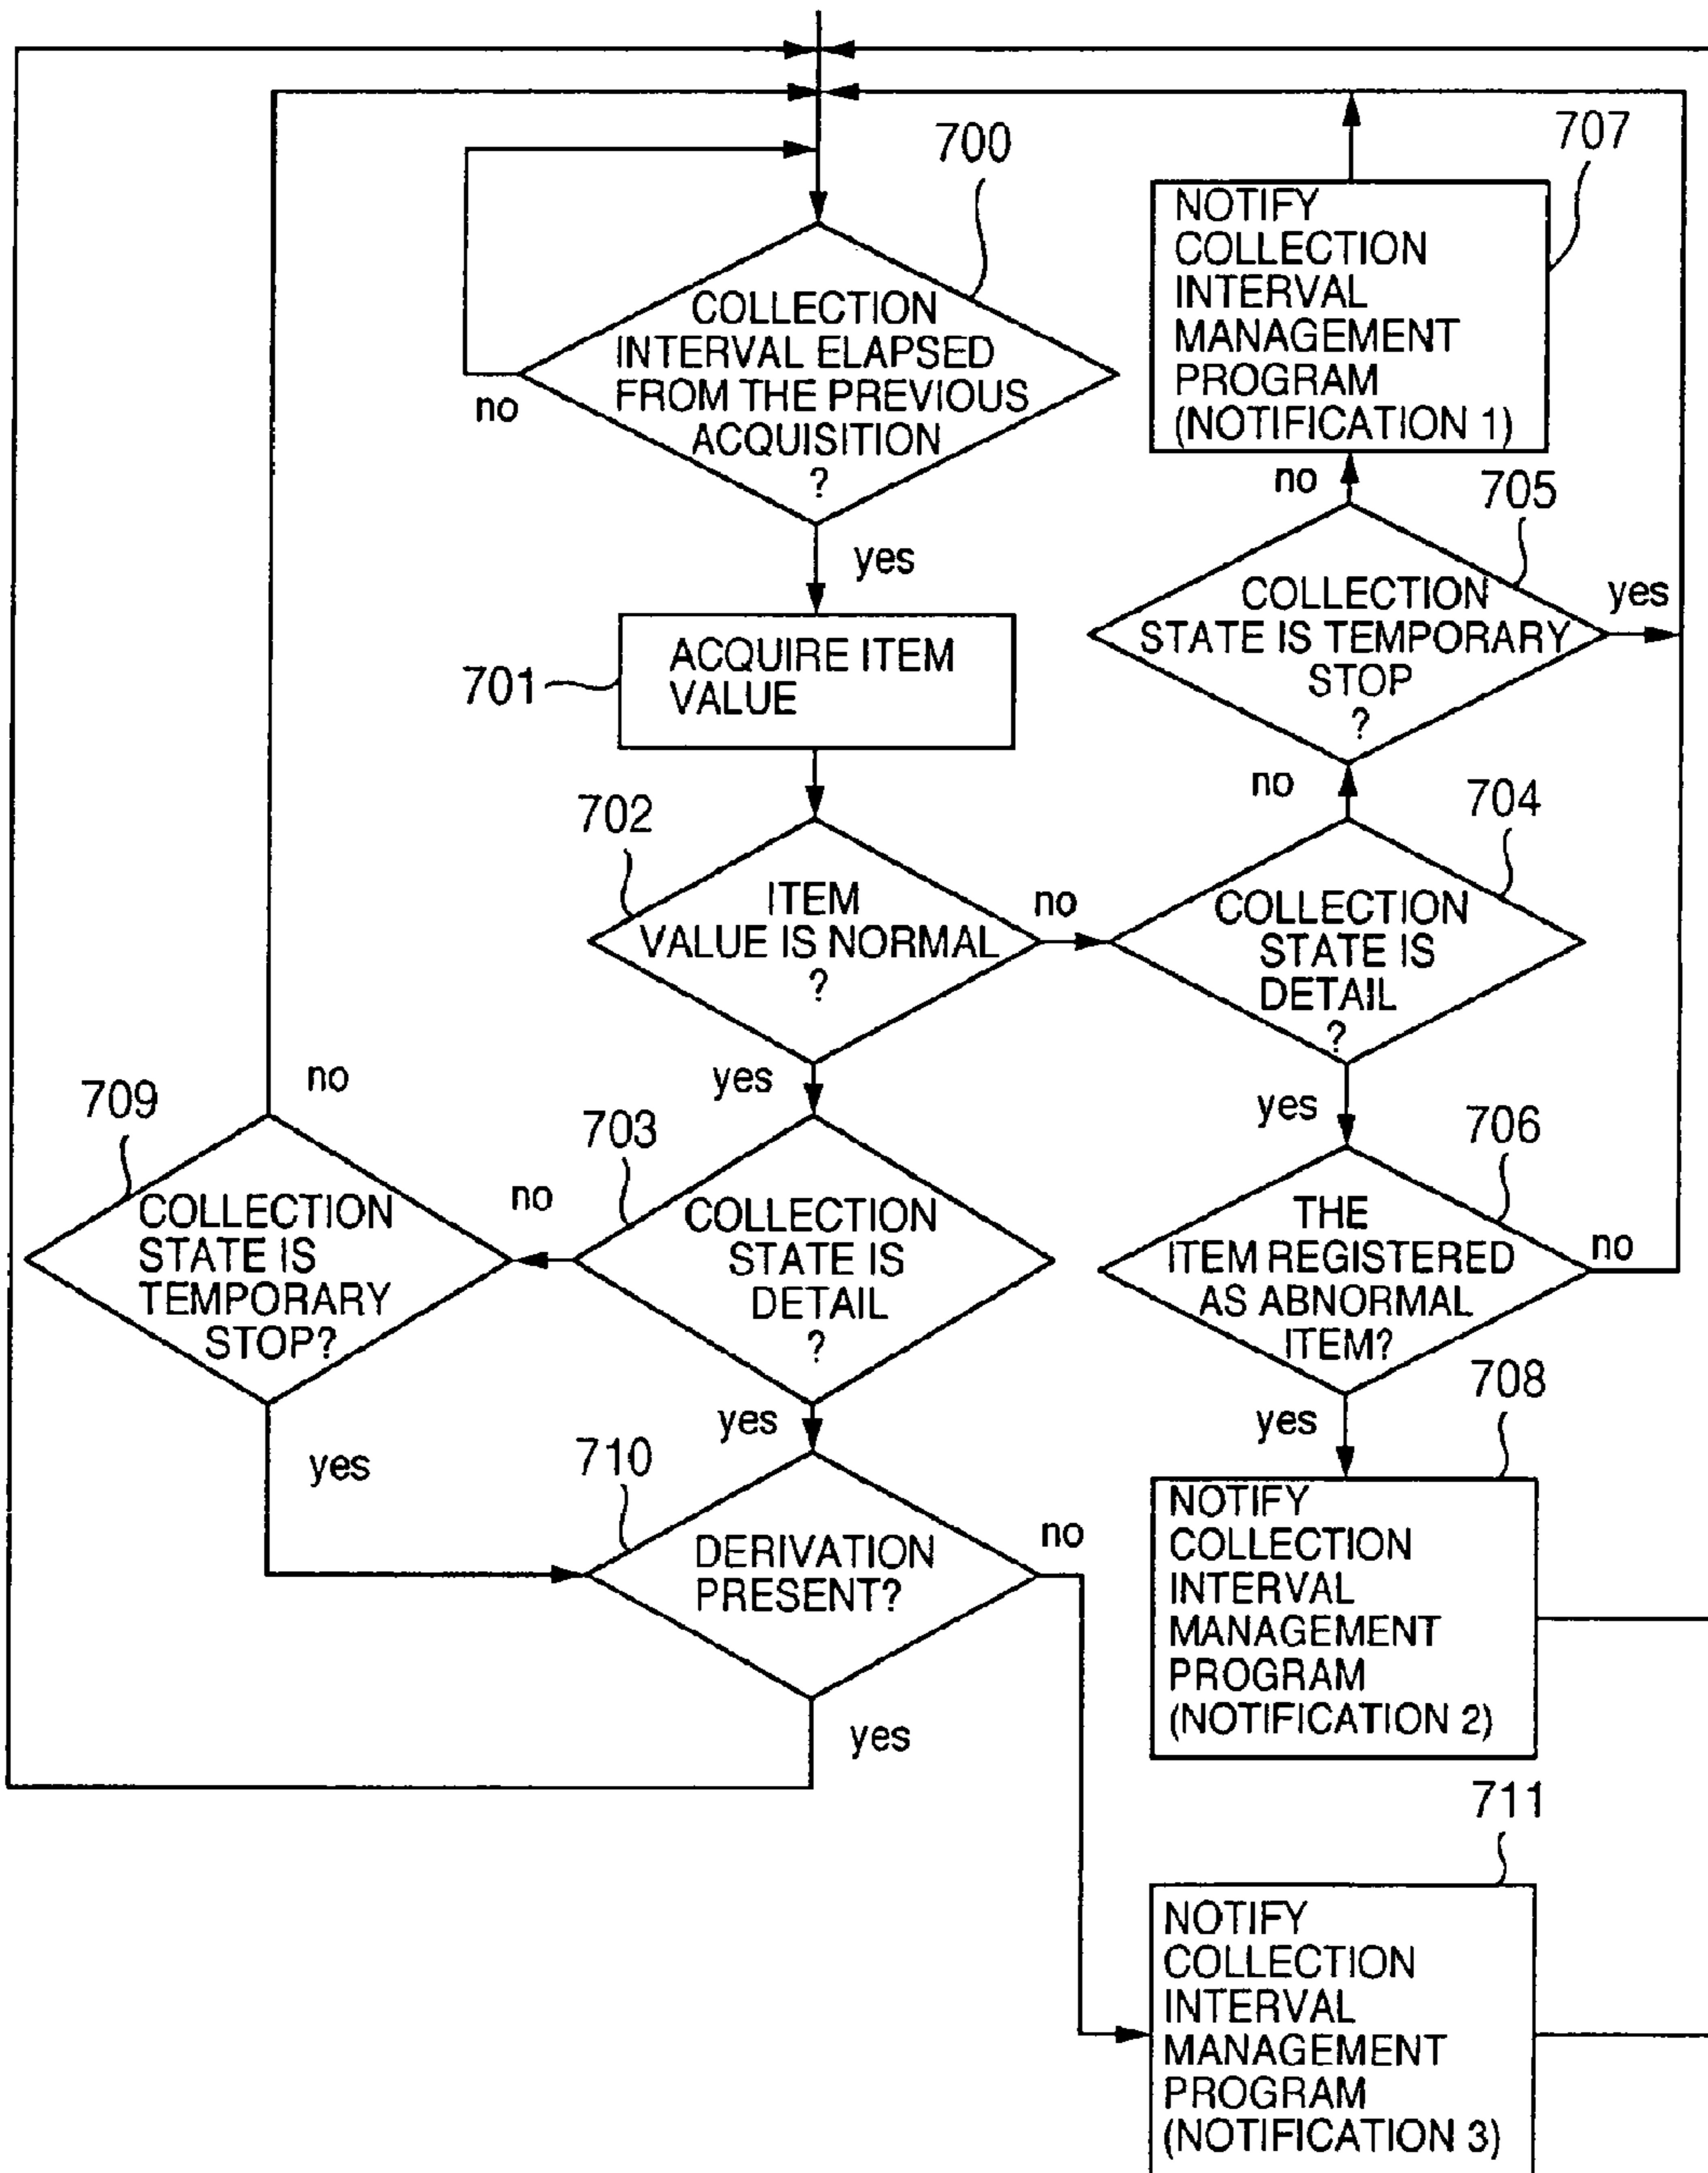 700
COLLECTION
INTERVAL ELAPSED
FROM THE PREVIOUS
ACQUISITION
?
no
yes
701
ACQUIRE ITEM
VALUE
702
ITEM
VALUE IS NORMAL
?
no
yes
703
COLLECTION
STATE IS
DETAIL
?
no
yes
709
COLLECTION
STATE IS
TEMPORARY
STOP?
no
yes
710
DERIVATION
PRESENT?
no
yes
707
NOTIFY
COLLECTION
INTERVAL
MANAGEMENT
PROGRAM
(NOTIFICATION 1)
no
705
COLLECTION
STATE IS TEMPORARY
STOP
?
yes
no
704
COLLECTION
STATE IS
DETAIL
?
yes
706
THE
ITEM REGISTERED
AS ABNORMAL
ITEM?
no
yes
708
NOTIFY
COLLECTION
INTERVAL
MANAGEMENT
PROGRAM
(NOTIFICATION 2)
711
NOTIFY
COLLECTION
INTERVAL
MANAGEMENT
PROGRAM
(NOTIFICATION 3)